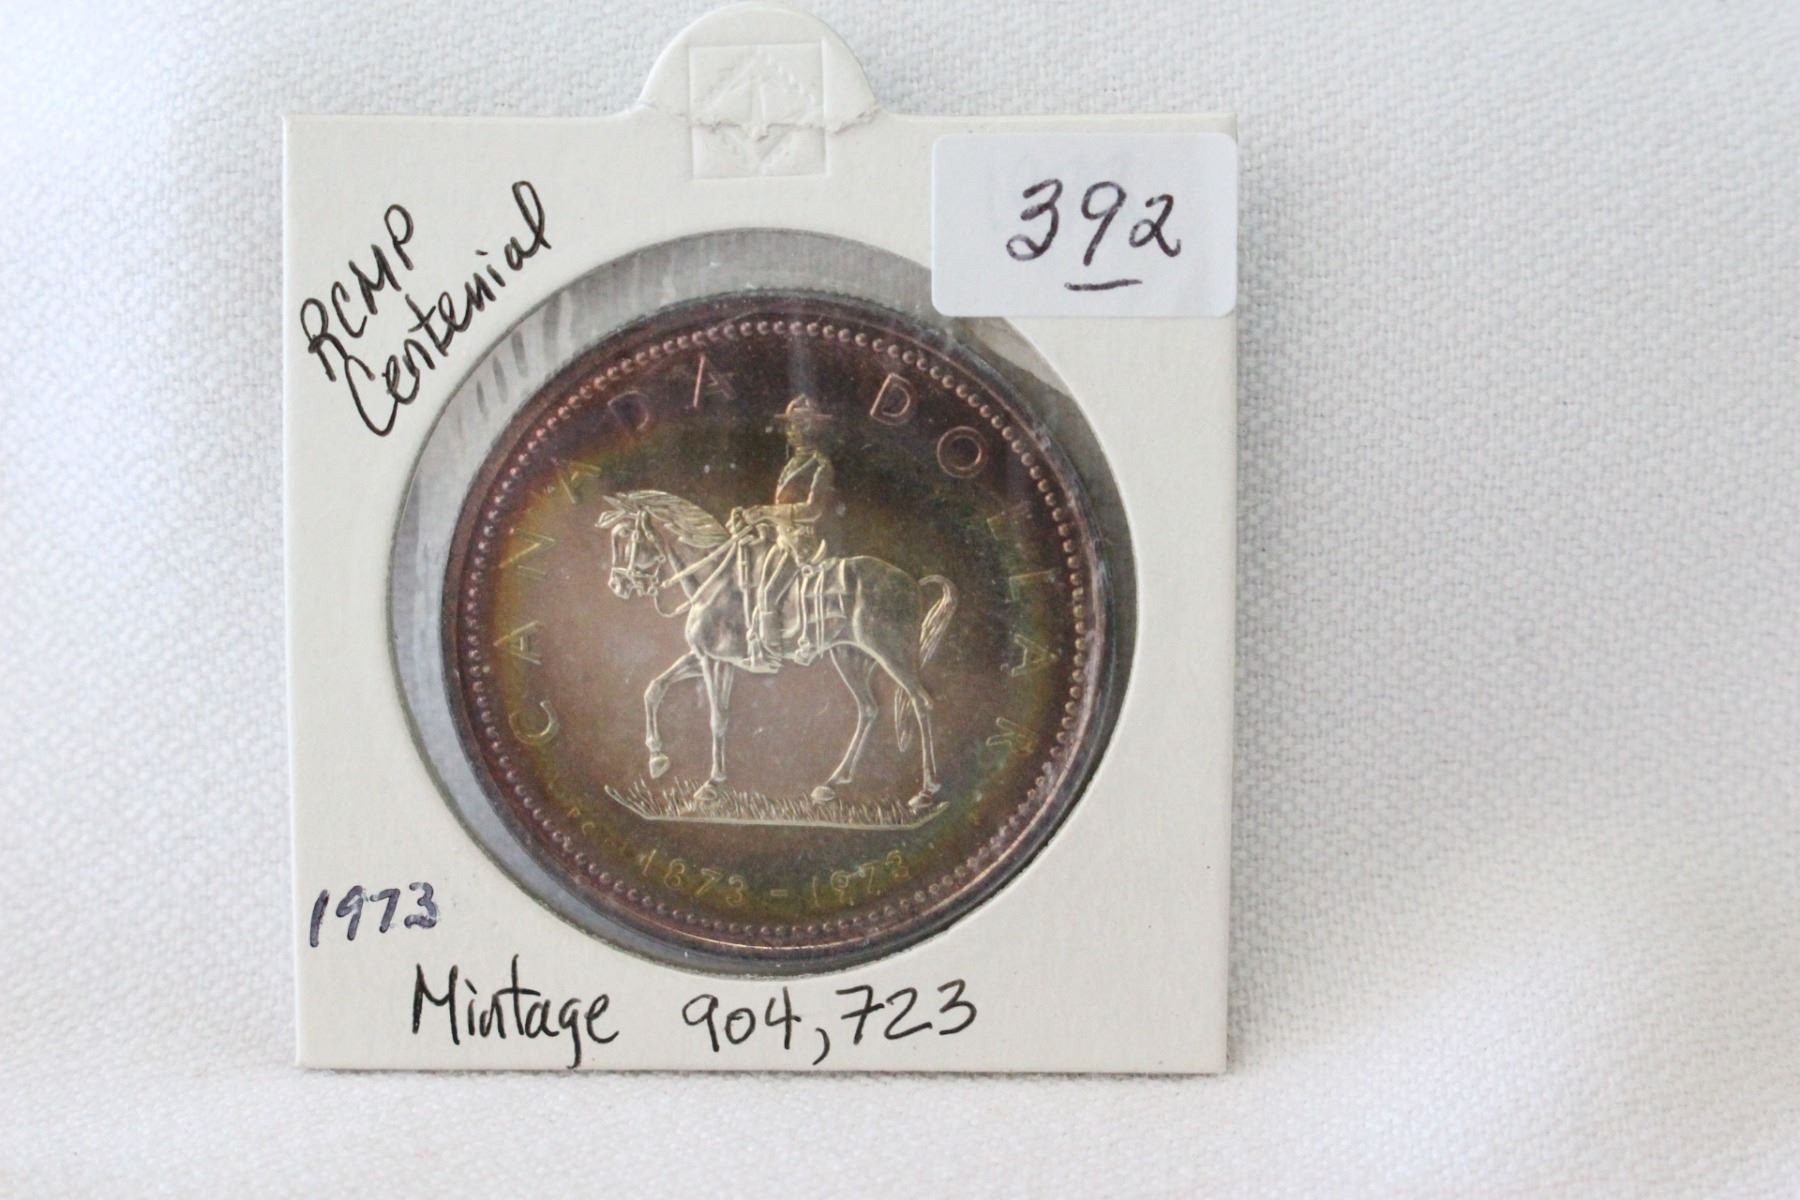 RCMP
Centenial
392
CANADA DOLLAR
1873-1973
1973
Mintage 904,723